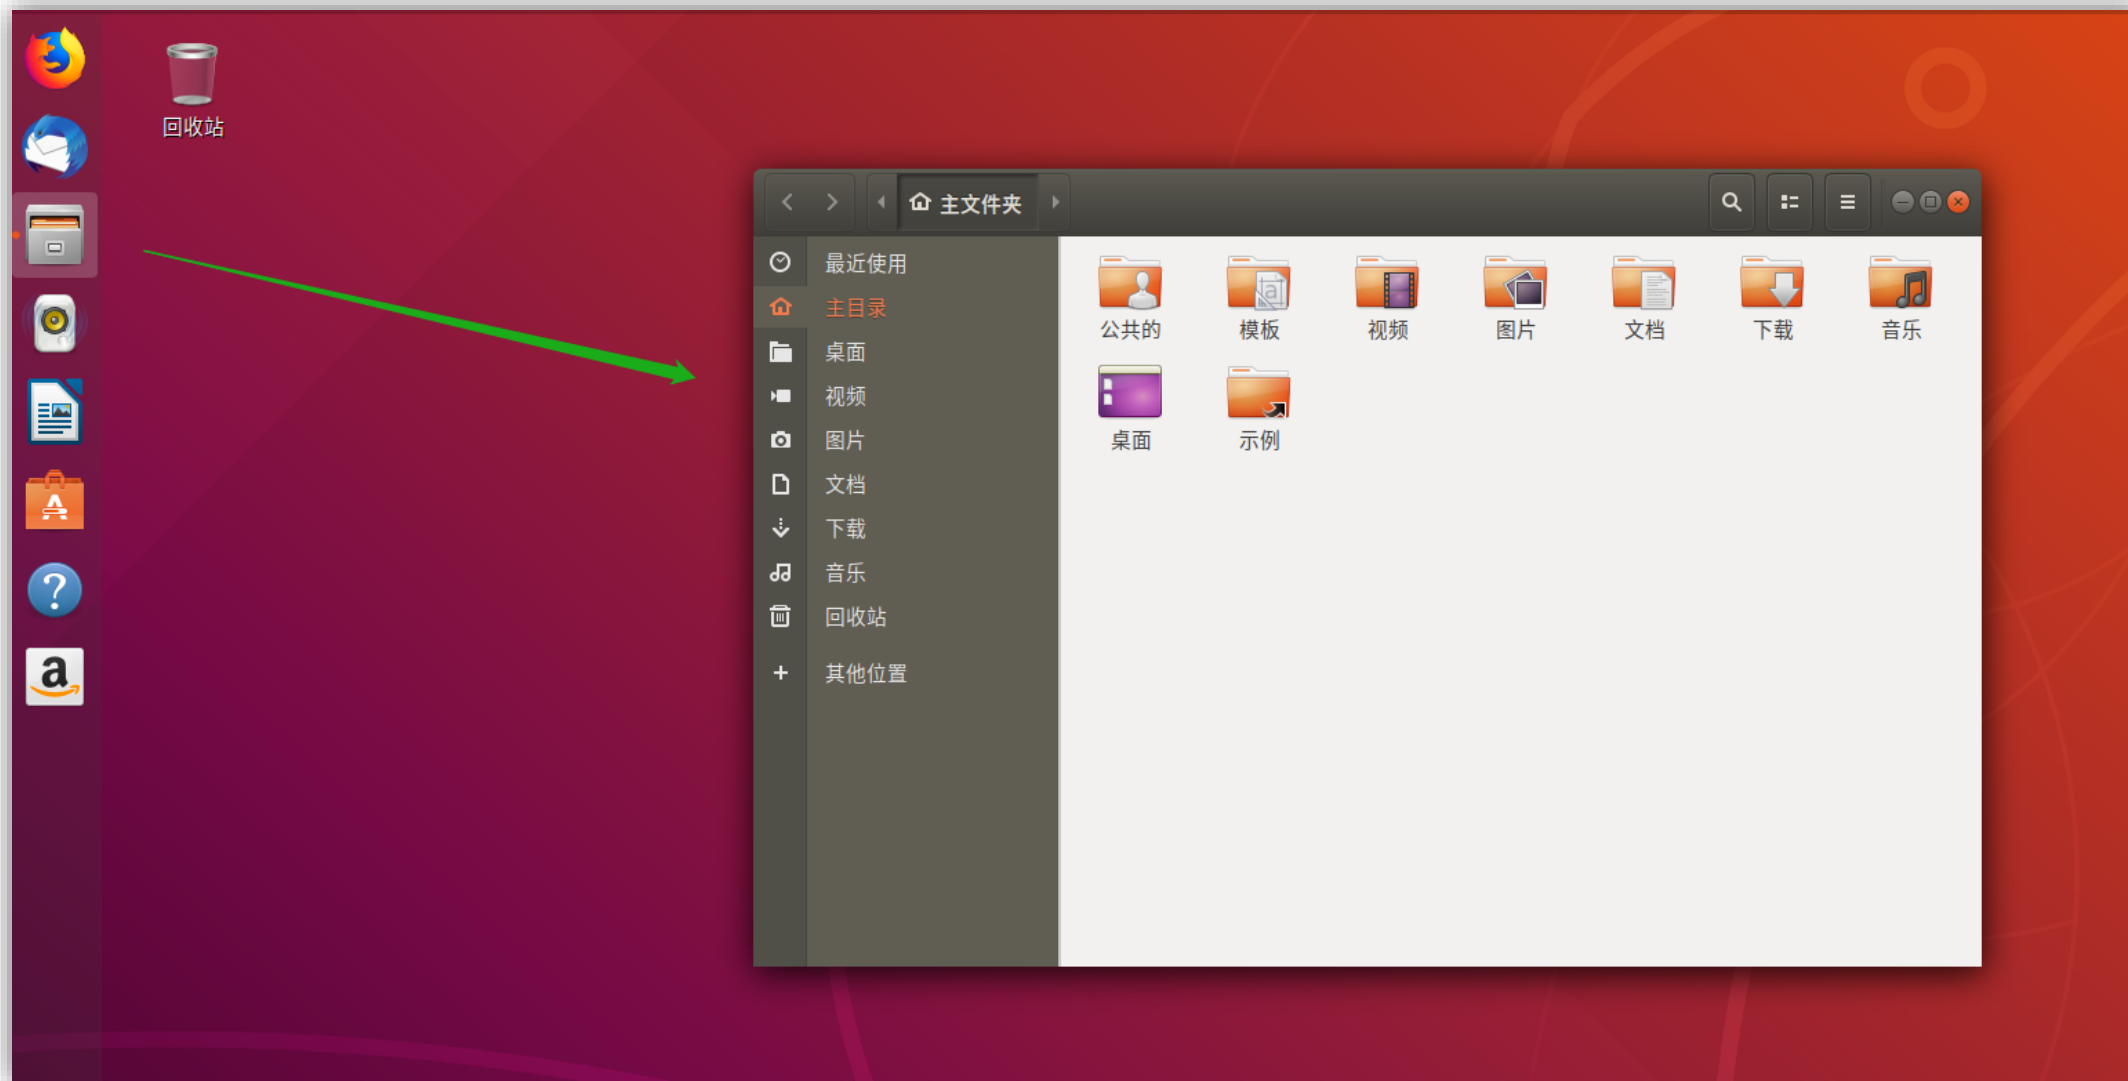 回收站
主文件夹
最近使用
主目录
桌面
视频
图片
文档
下载
音乐
回收站
其他位置
公共的
模板
视频
图片
文档
下载
音乐
桌面
示例